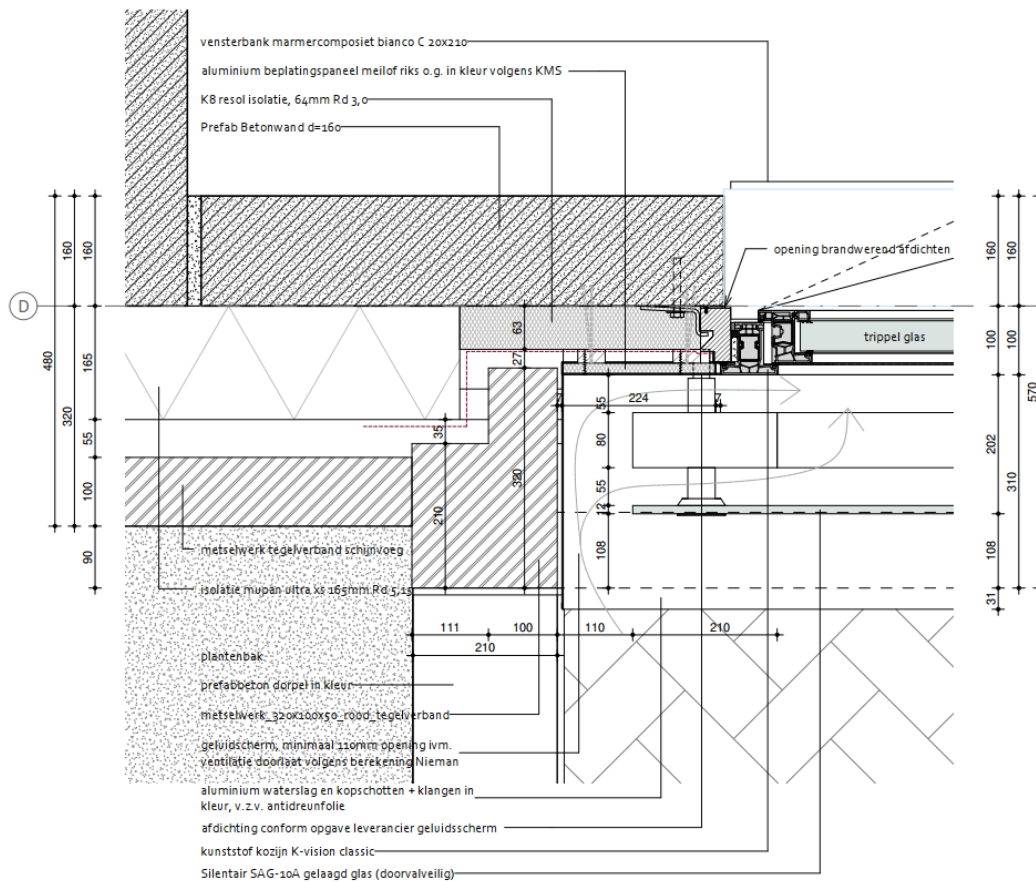 vensterbank marmercomposiet bianco C 20x210
aluminium beplatingspaneel meilof riks o.g. in kleur volgens KMS
K8 resol isolatie, 64mm Rd 3,0
Prefab Betonwand d=160
opening brandwerend afdichten
trippel glas
D
160
160
480
320
165
55
100
90
63
27
35
210
320
7
224
7
55
80
55
12
108
160
160
100
100
570
202
310
108
31
111
100
110
210
210
metselwerk tegelverband schijnvoeg
isolatie mupan ultra xs 165mm Rd 5,15
plantenbak
prefabbeton dorpel in kleur
metselwerk_320x100x50_rood_tegelverband
geluidscherm, minimaal 110mm opening ivm.
ventilatie doorlaat volgens berekening Nieman
aluminium waterslag en kopschotten + klangen in
kleur, v.z.v. antidreunfolie
afdichting conform opgave leverancier geluidsscherm
kunststof kozijn K-vision classic
Silentair SAG-10A gelaagd glas (doorvalveilig)